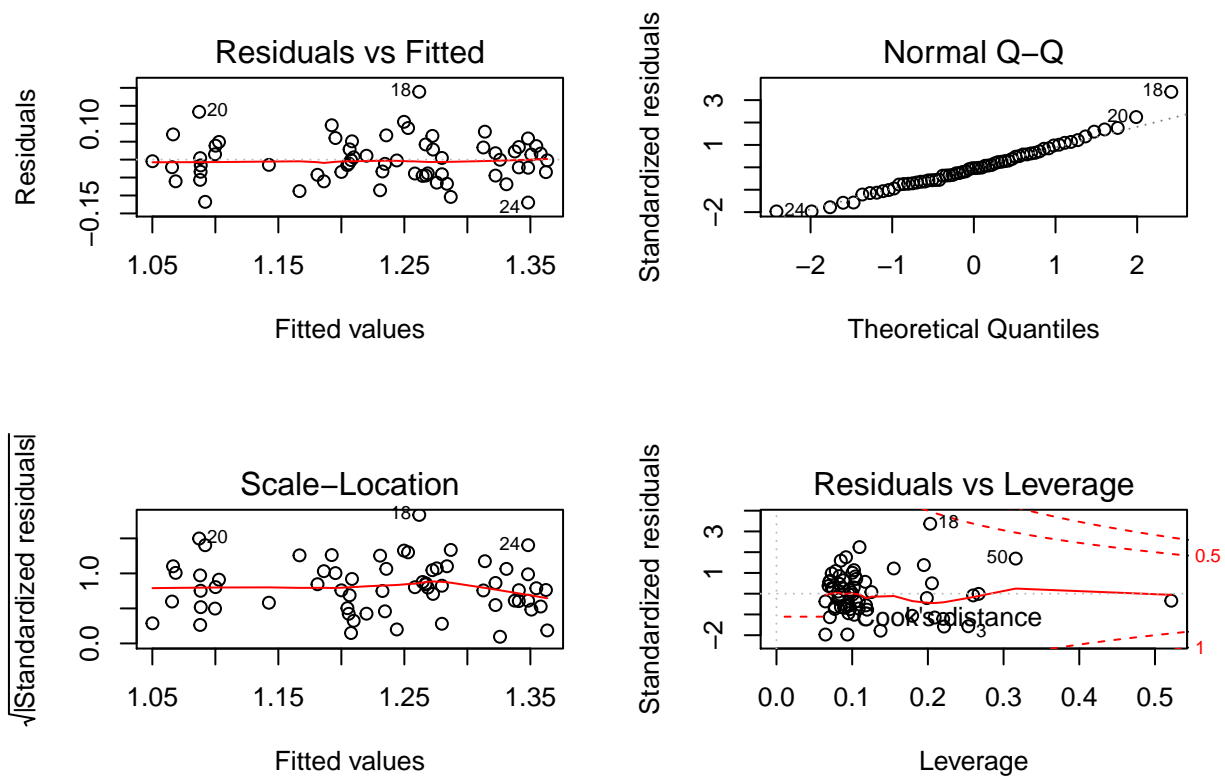 Residuals vs Fitted
Residuals
−0.15 0.10
20
18
24
1.05 1.15 1.25 1.35
Fitted values
Normal Q−Q
Standardized residuals
−2 1 3
18
20
24
−2 −1 0 1 2
Theoretical Quantiles
Scale−Location
√|Standardized residuals|
0.0 1.0
20
18
24
1.05 1.15 1.25 1.35
Fitted values
Residuals vs Leverage
Standardized residuals
−2 1 3
18
50
3
Cook's distance
0.5
1
0.0 0.1 0.2 0.3 0.4 0.5
Leverage